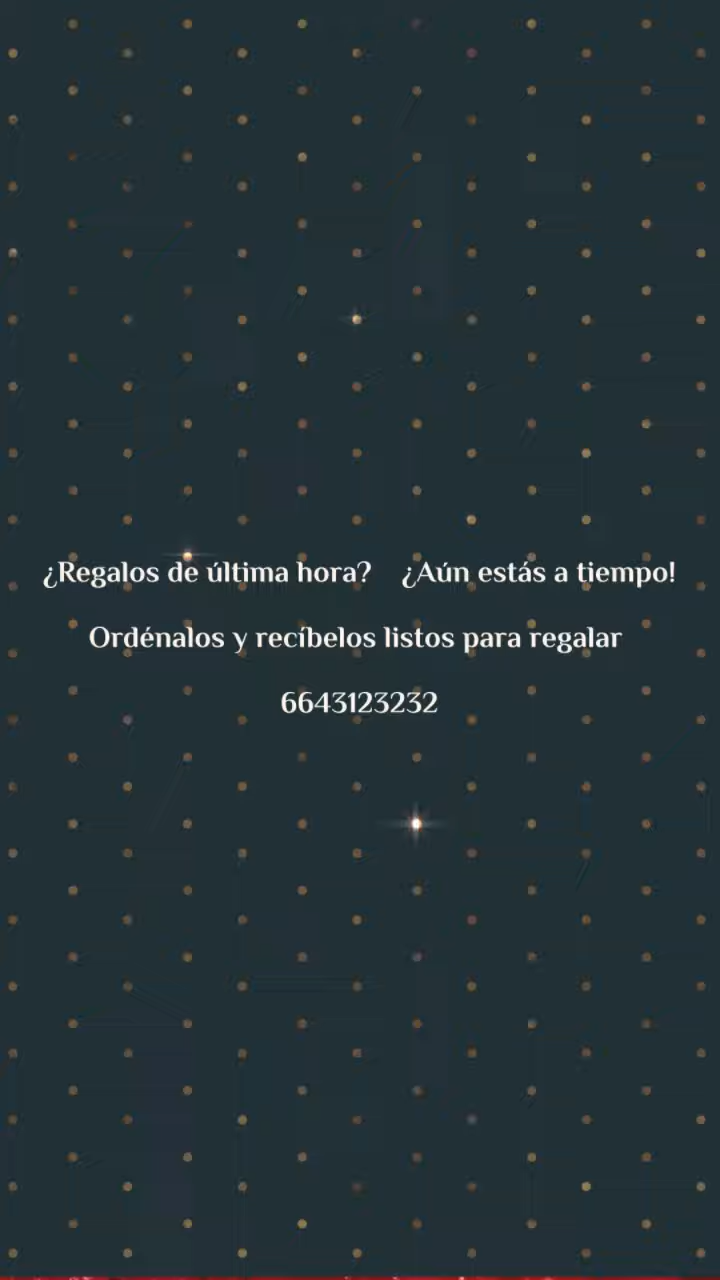 ¿Regalos de última hora? ¿Aún estás a tiempo!
Ordénalos y recíbelos listos para regalar
6643123232